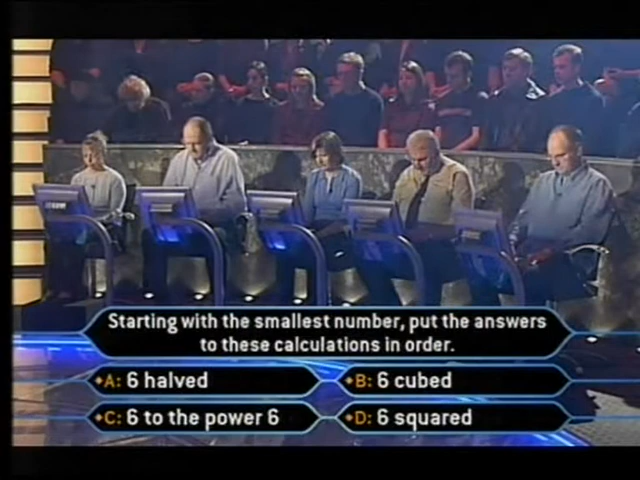 Starting with the smallest number, put the answers
to these calculations in order.
A: 6 halved
B: 6 cubed
C: 6 to the power 6
D: 6 squared